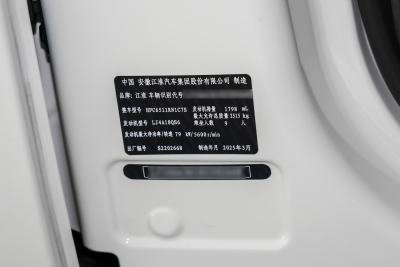 中国 安徽江淮汽车集团股份有限公司 制造
品牌:江淮 车辆识别代号
整车型号 HFC6511RN1C7S 发动机排量 1798 mL
最大允许总质量 3515 kg
发动机型号 LJ4A18QS6 乘坐人数 9 人
发动机最大净功率/转速 79 kW/5600r/min
出厂编号 S2202668 制造年月 2025年3月